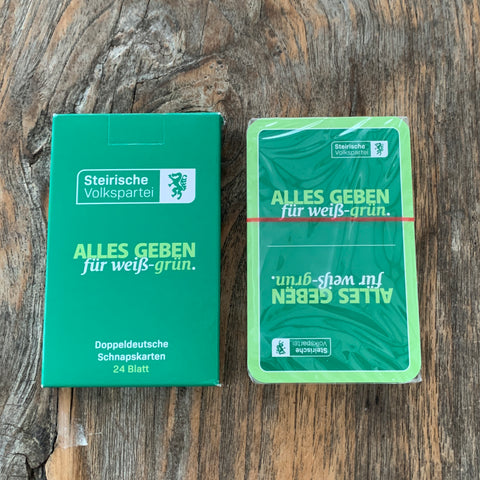 Steirische
Volkspartei
ALLES GEBEN
für weiß-grün.
Doppeldeutsche
Schnapskarten
24 Blatt
Steirische
Volkspartei
ALLES GEBEN
für weiß-grün.
ALLES GEBEN
für weiß-grün.
Steirische
Volkspartei